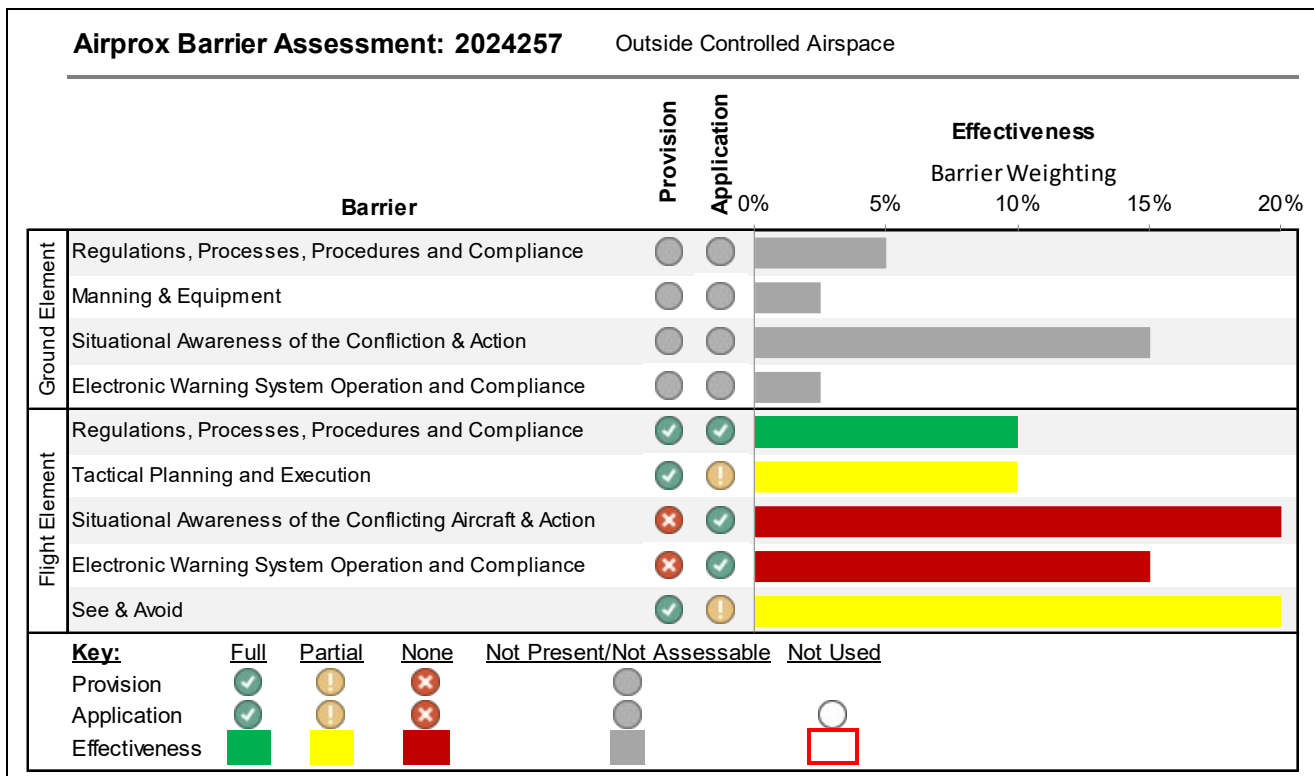 Airprox Barrier Assessment: 2024257 Outside Controlled Airspace
Barrier
Provision
Application
Effectiveness
Barrier Weighting
0% 5% 10% 15% 20%
Ground Element
Regulations, Processes, Procedures and Compliance
Manning & Equipment
Situational Awareness of the Confliction & Action
Electronic Warning System Operation and Compliance
Flight Element
Regulations, Processes, Procedures and Compliance
Tactical Planning and Execution
Situational Awareness of the Conflicting Aircraft & Action
Electronic Warning System Operation and Compliance
See & Avoid
Key: Full Partial None Not Present/Not Assessable Not Used
Provision
Application
Effectiveness